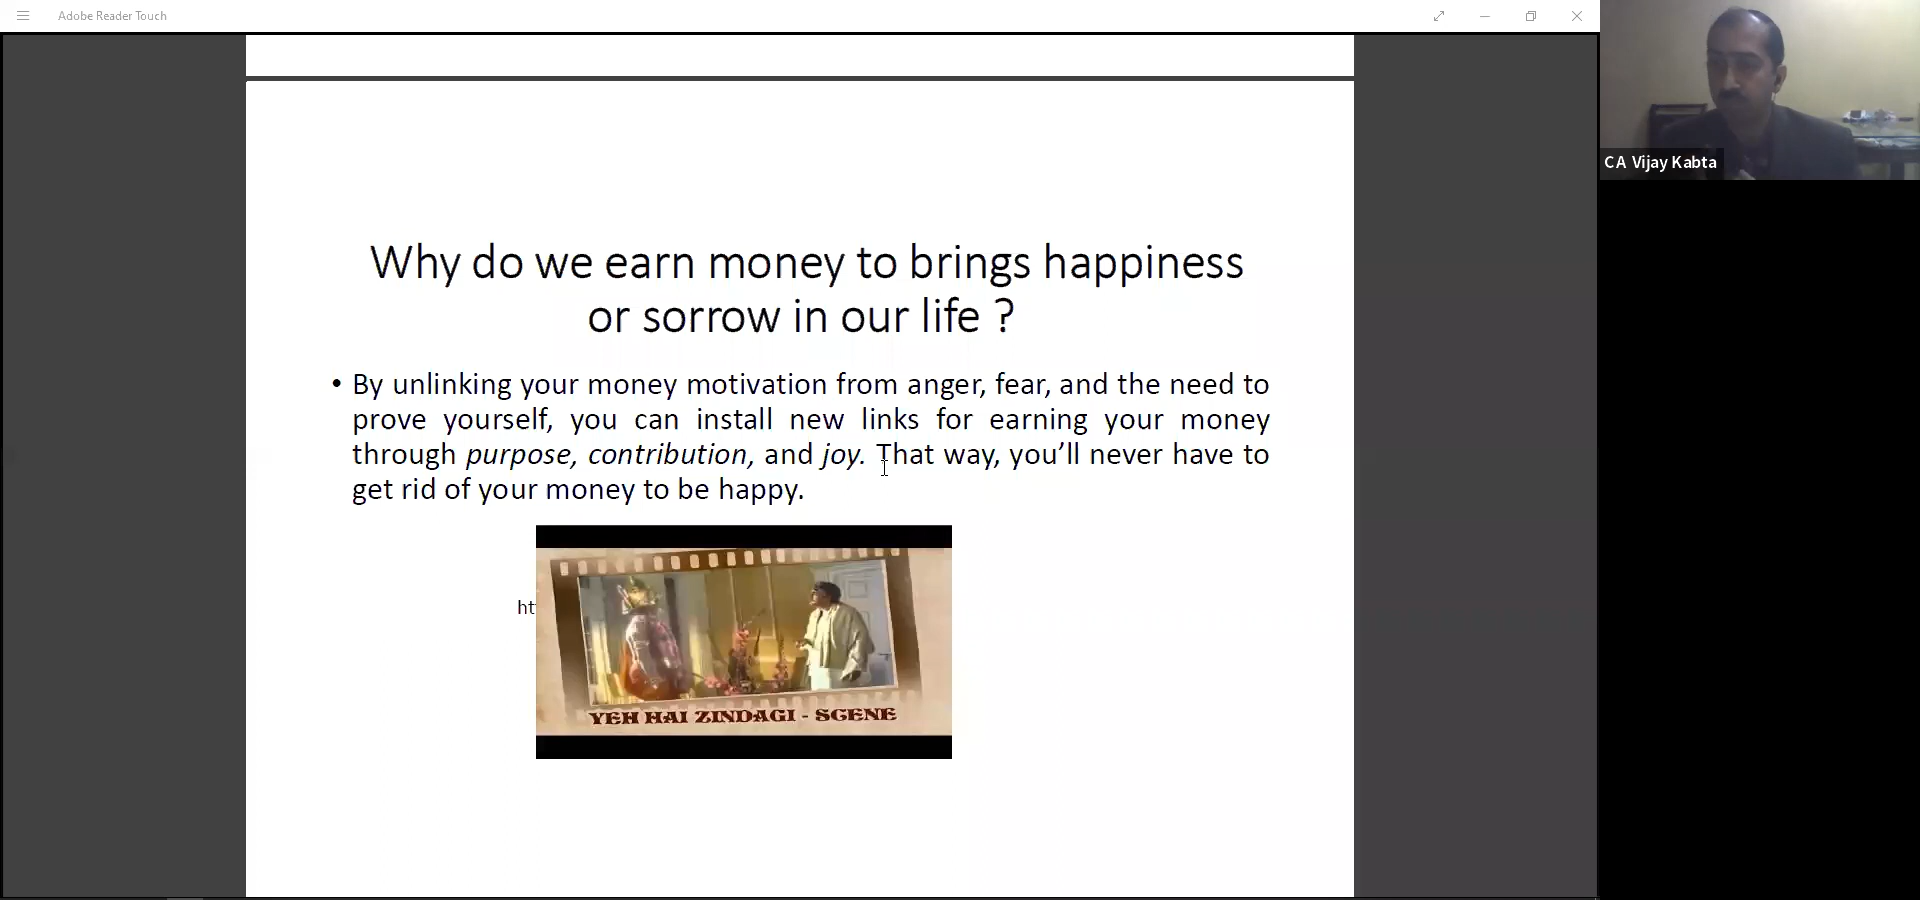 Adobe Reader Touch
CA Vijay Kabta
Why do we earn money to brings happiness
or sorrow in our life ?
• By unlinking your money motivation from anger, fear, and the need to
prove yourself, you can install new links for earning your money
through purpose, contribution, and joy. That way, you’ll never have to
get rid of your money to be happy.
ht
YEH HAI ZINDAGI - SCENE